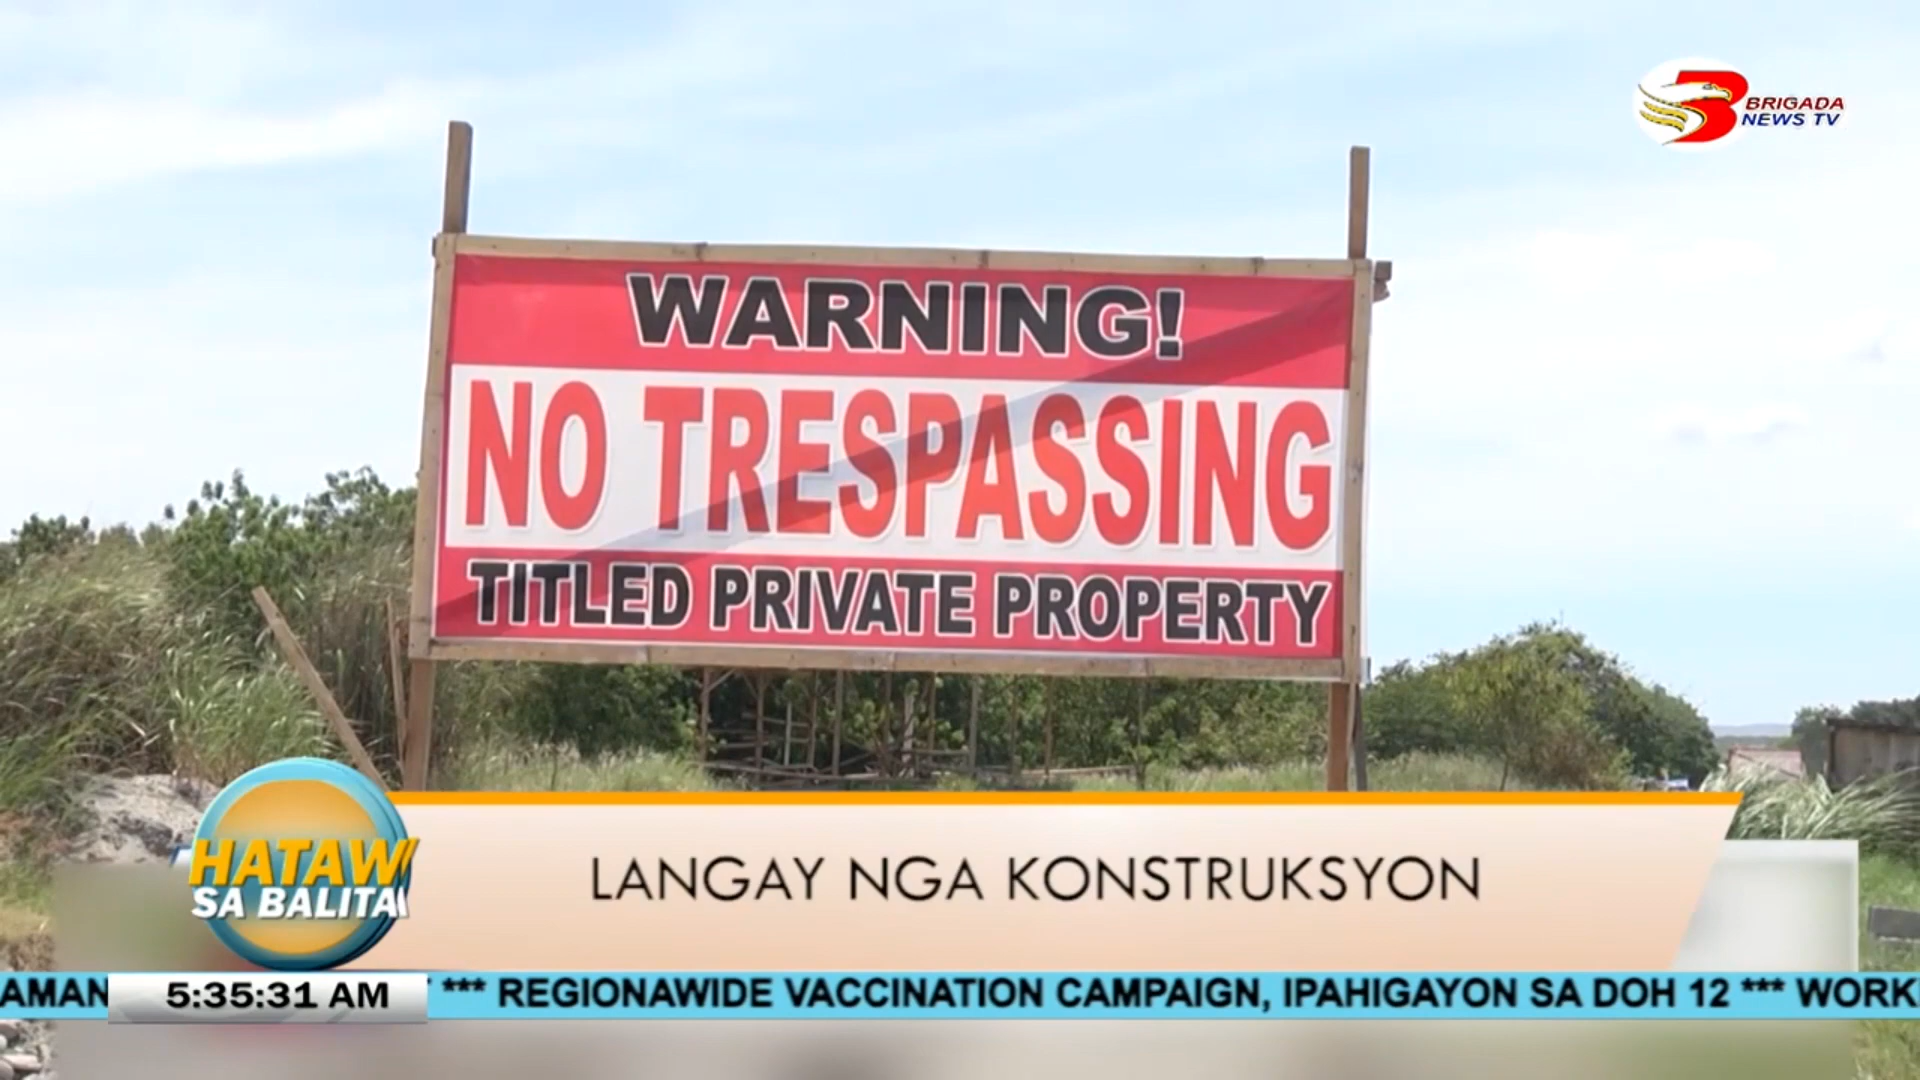 BRIGADA
NEWS TV
WARNING!
NO TRESPASSING
TITLED PRIVATE PROPERTY
HATAW
SA BALITA
LANGAY NGA KONSTRUKSYON
AMAN
5:35:31 AM
*** REGIONAWIDE VACCINATION CAMPAIGN, IPAHIGAYON SA DOH 12 *** WORK